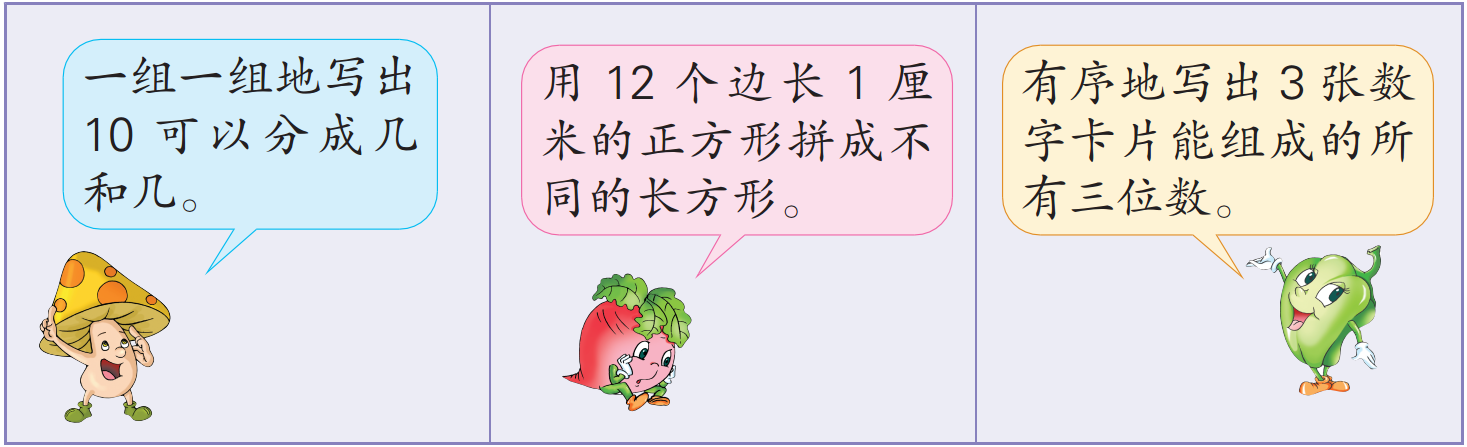 一组一组地写出
10 可以分成几
和几。
用 12 个边长 1 厘
米的正方形拼成不
同的长方形。
有序地写出 3 张数
字卡片能组成的所
有三位数。